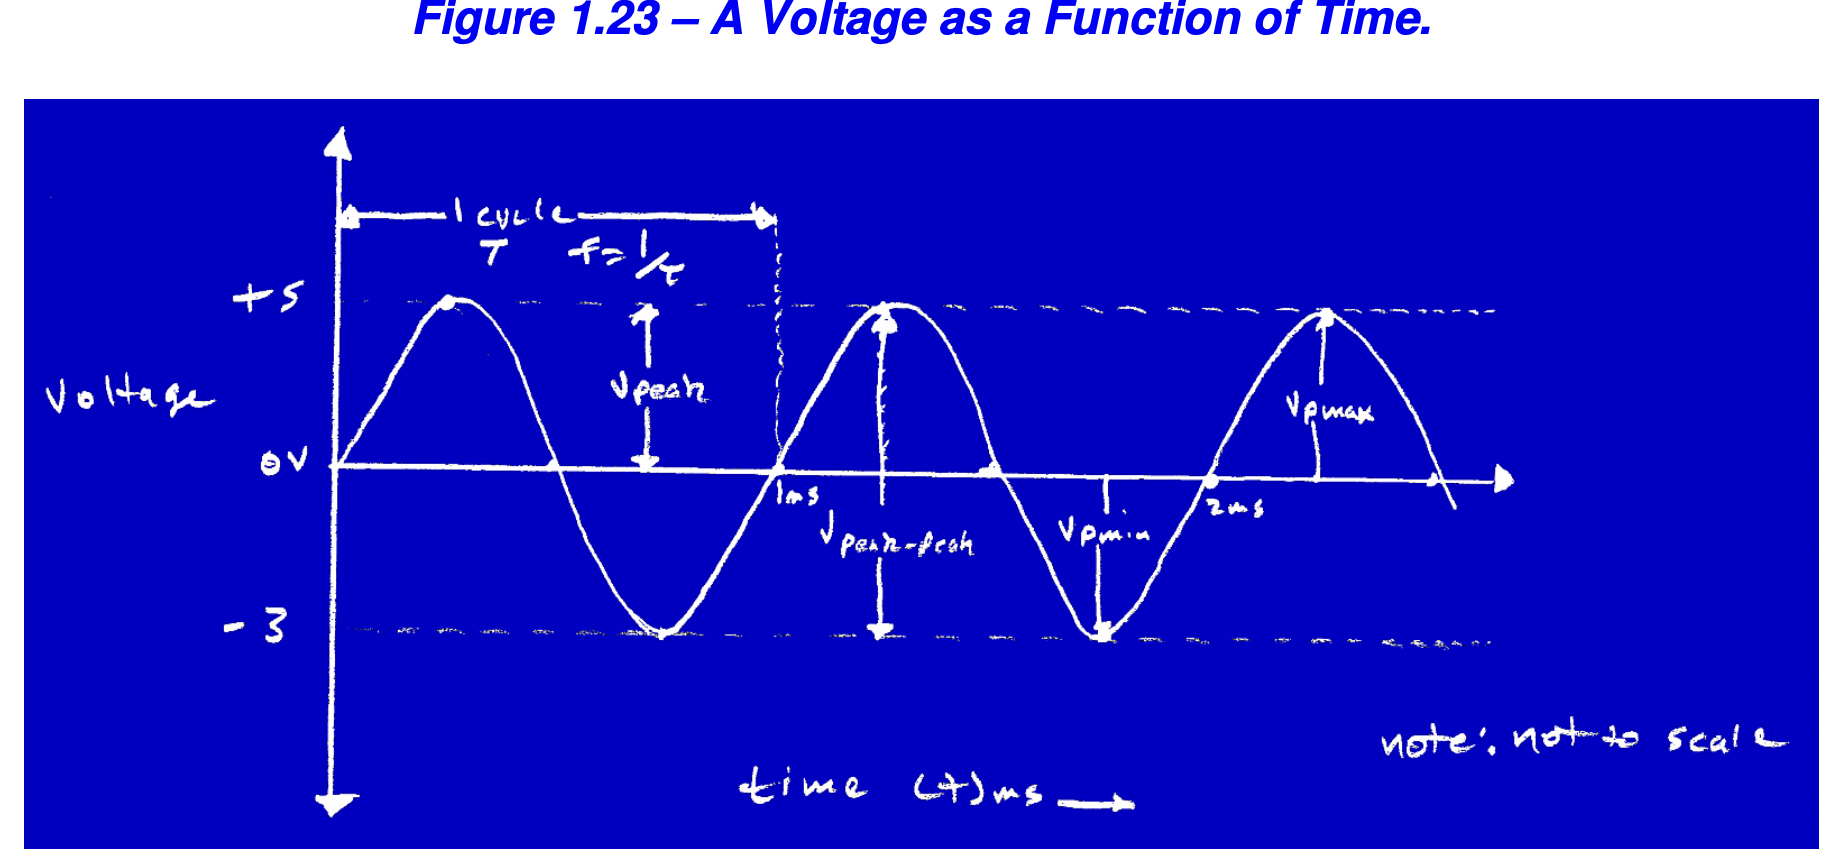 Figure 1.23 – A Voltage as a Function of Time.
1 cycle
T f=1/τ
+5
Vpeak
Voltage
Vpmax
0V
1ms
2ms
Vpeak-peak
Vpmin
-3
note: not to scale
time (t)ms